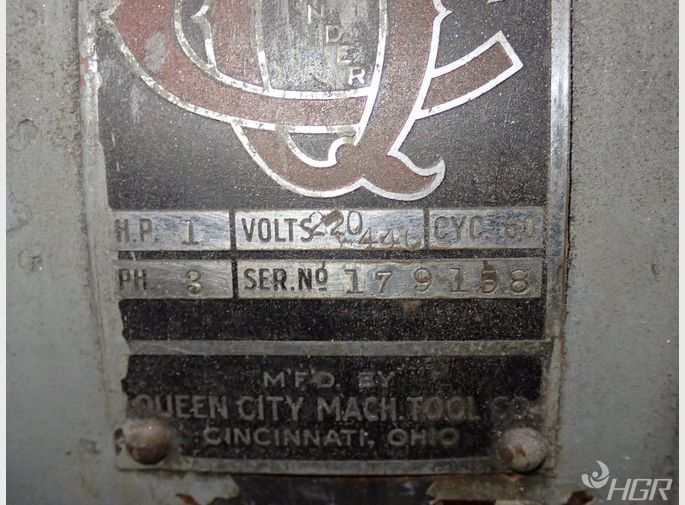 NDER
H.P. 1 VOLTS 220 440 CYC. 60
PH. 3 SER.Nº 179158
M'F'D. BY
QUEEN CITY MACH. TOOL CO.
CINCINNATI, OHIO
HGR